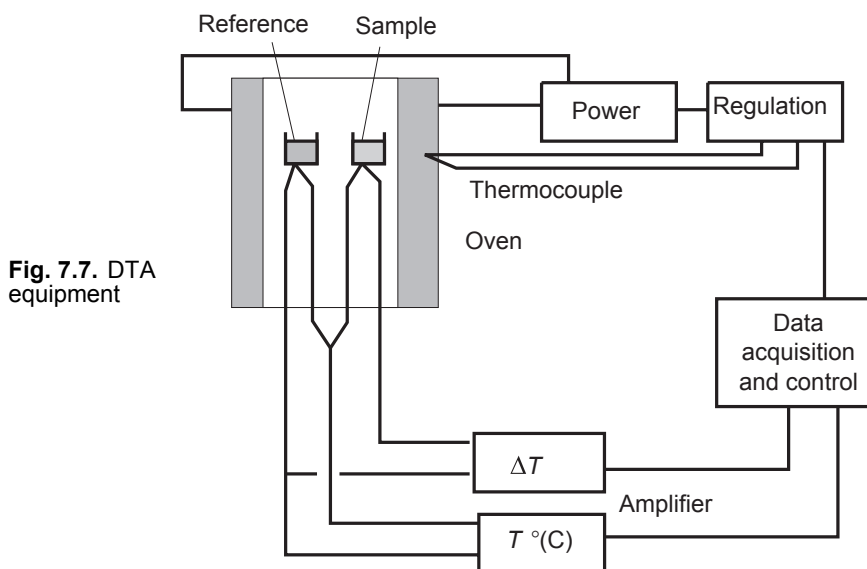 Reference
Sample
Power
Regulation
Thermocouple
Oven
Fig. 7.7. DTA
equipment
Data
acquisition
and control
ΔT
Amplifier
T °(C)